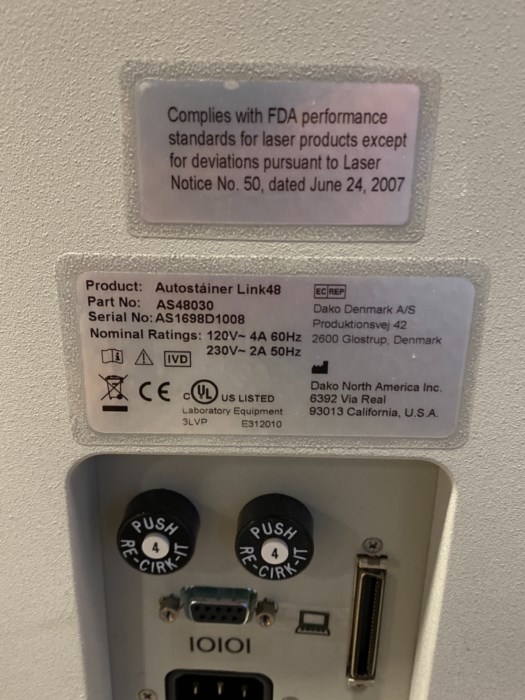 Complies with FDA performance
standards for laser products except
for deviations pursuant to Laser
Notice No. 50, dated June 24, 2007
Product: Autostainer Link48
Part No: AS48030
Serial No: AS1698D1008
Nominal Ratings: 120V~ 4A 60Hz
230V~ 2A 50Hz
IVD
CE
C UL US LISTED
Laboratory Equipment
3LVP E312010
EC REP
Dako Denmark A/S
Produktionsvej 42
2600 Glostrup, Denmark
Dako North America Inc.
6392 Via Real
93013 California, U.S.A.
PUSH
4
RE-CIRK-IT
PUSH
4
RE-CIRK-IT
IOIOI